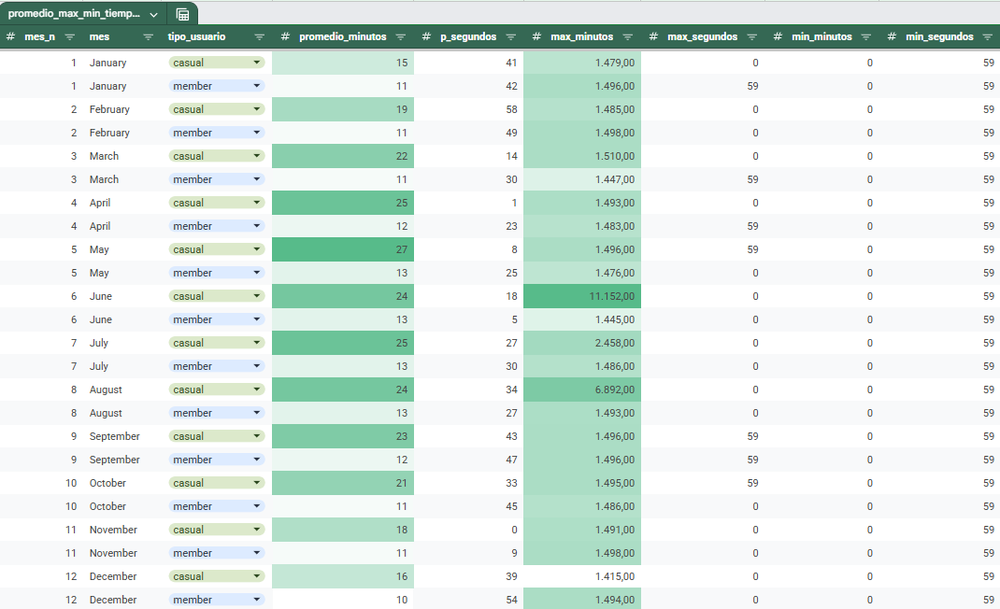 promedio_max_min_tiemp...
# mes_n mes tipo_usuario # promedio_minutos # p_segundos # max_minutos # max_segundos # min_minutos # min_segundos
1 January casual 15 41 1.479,00 0 0 59
1 January member 11 42 1.496,00 59 0 59
2 February casual 19 58 1.485,00 0 0 59
2 February member 11 49 1.498,00 0 0 59
3 March casual 22 14 1.510,00 0 0 59
3 March member 11 30 1.447,00 59 0 59
4 April casual 25 1 1.493,00 0 0 59
4 April member 12 23 1.483,00 59 0 59
5 May casual 27 8 1.496,00 59 0 59
5 May member 13 25 1.476,00 0 0 59
6 June casual 24 18 11.152,00 0 0 59
6 June member 13 5 1.445,00 0 0 59
7 July casual 25 27 2.458,00 0 0 59
7 July member 13 30 1.486,00 0 0 59
8 August casual 24 34 6.892,00 0 0 59
8 August member 13 27 1.493,00 0 0 59
9 September casual 23 43 1.496,00 59 0 59
9 September member 12 47 1.496,00 59 0 59
10 October casual 21 33 1.495,00 59 0 59
10 October member 11 45 1.486,00 0 0 59
11 November casual 18 0 1.491,00 0 0 59
11 November member 11 9 1.498,00 0 0 59
12 December casual 16 39 1.415,00 0 0 59
12 December member 10 54 1.494,00 0 0 59